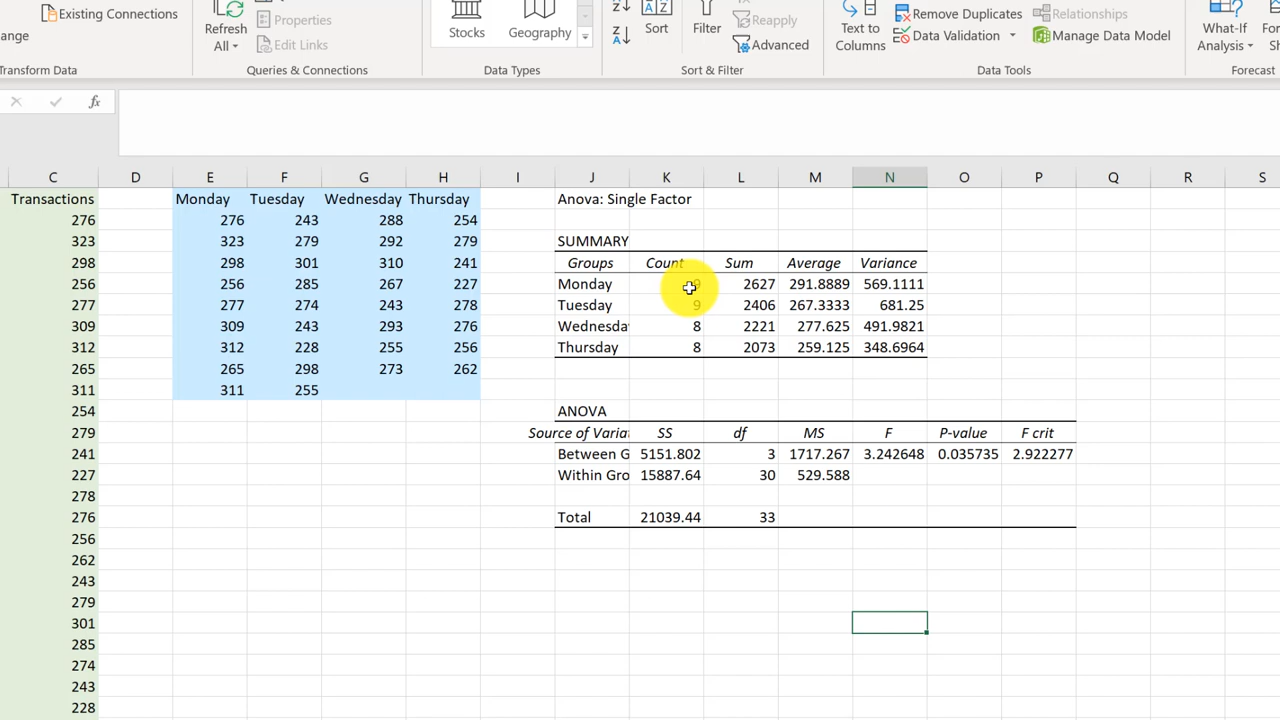 Existing Connections
ange
Transform Data
Refresh
All
Properties
Edit Links
Queries & Connections
Stocks
Geography
Data Types
Sort
Filter
Reapply
Advanced
Sort & Filter
Text to
Columns
Remove Duplicates
Data Validation
Relationships
Manage Data Model
Data Tools
What-If
Analysis
Fo
Sh
Forecast
fx
C D E F G H I J K L M N O P Q R S
Transactions Monday Tuesday Wednesday Thursday Anova: Single Factor
276 276 243 288 254
323 323 279 292 279 SUMMARY
298 298 301 310 241 Groups Count Sum Average Variance
256 256 285 267 227 Monday 9 2627 291.8889 569.1111
277 277 274 243 278 Tuesday 9 2406 267.3333 681.25
309 309 243 293 276 Wednesda 8 2221 277.625 491.9821
312 312 228 255 256 Thursday 8 2073 259.125 348.6964
265 265 298 273 262
311 311 255
254 ANOVA
279 Source of Variat SS df MS F P-value F crit
241 Between G 5151.802 3 1717.267 3.242648 0.035735 2.922277
227 Within Gro 15887.64 30 529.588
278
276 Total 21039.44 33
256
262
243
279
301
285
274
243
228